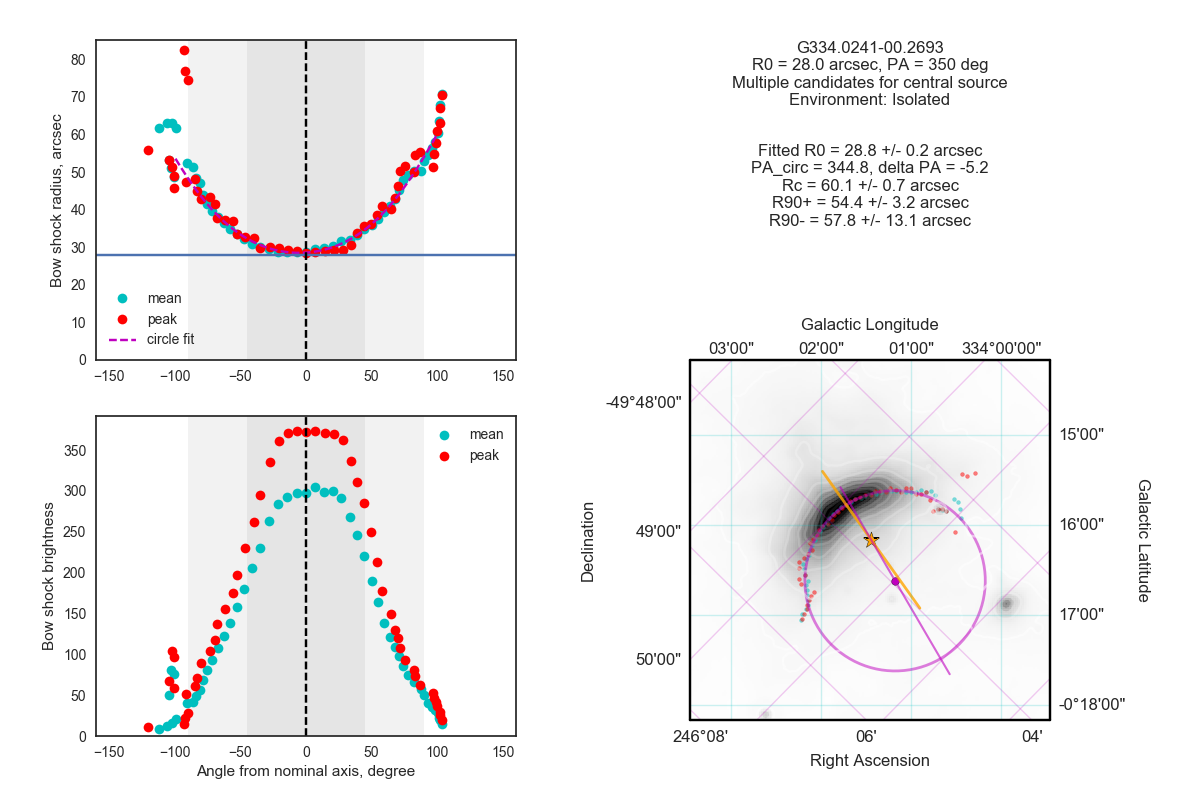 80
70
60
50
40
30
20
10
0
Bow shock radius, arcsec
mean
peak
circle fit
−150 −100 −50 0 50 100 150
350
300
250
200
150
100
50
0
Bow shock brightness
mean
peak
−150 −100 −50 0 50 100 150
Angle from nominal axis, degree
G334.0241-00.2693
R0 = 28.0 arcsec, PA = 350 deg
Multiple candidates for central source
Environment: Isolated
Fitted R0 = 28.8 +/- 0.2 arcsec
PA_circ = 344.8, delta PA = -5.2
Rc = 60.1 +/- 0.7 arcsec
R90+ = 54.4 +/- 3.2 arcsec
R90- = 57.8 +/- 13.1 arcsec
Galactic Longitude
03'00" 02'00" 01'00" 334°00'00"
-49°48'00"
49'00"
50'00"
Declination
15'00"
16'00"
17'00"
-0°18'00"
Galactic Latitude
246°08' 06' 04'
Right Ascension